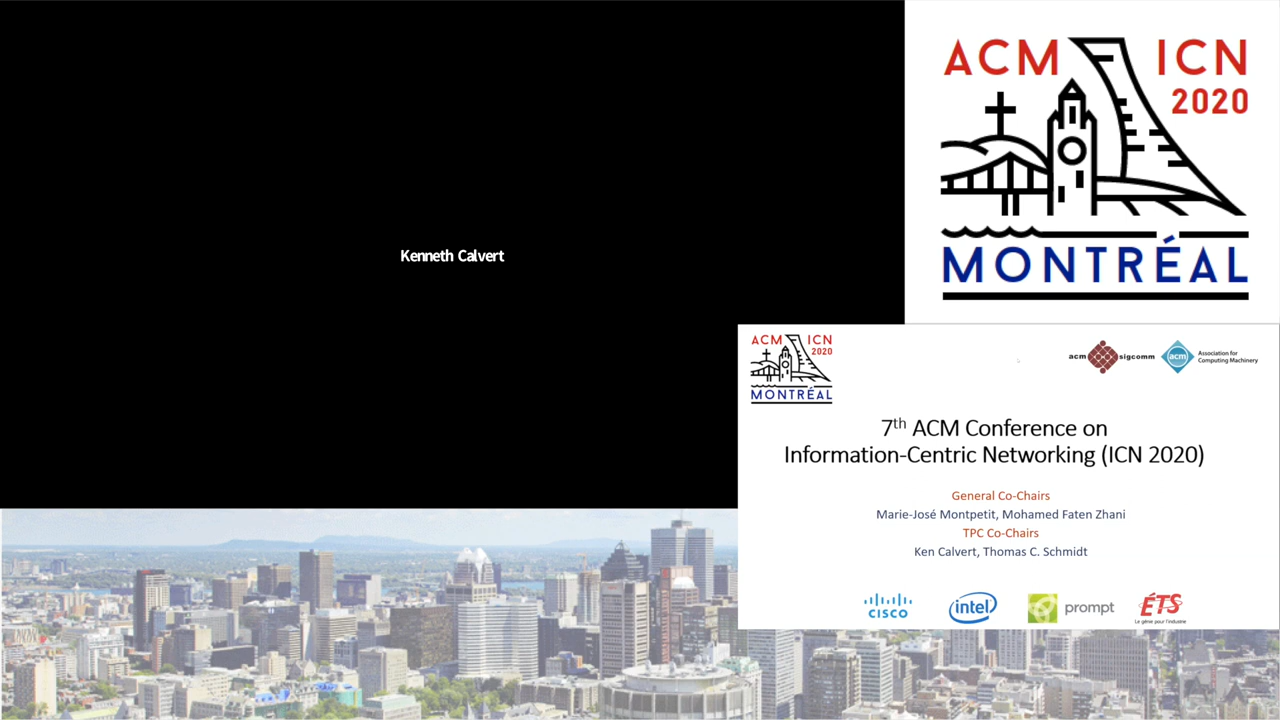 Kenneth Calvert
ACM ICN
2020
MONTRÉAL
ACM ICN
2020
MONTRÉAL
acm sigcomm
acm
Association for
Computing Machinery
7th ACM Conference on
Information-Centric Networking (ICN 2020)
General Co-Chairs
Marie-José Montpetit, Mohamed Faten Zhani
TPC Co-Chairs
Ken Calvert, Thomas C. Schmidt
CISCO
intel
prompt
ÉTS
Le génie pour l'industrie